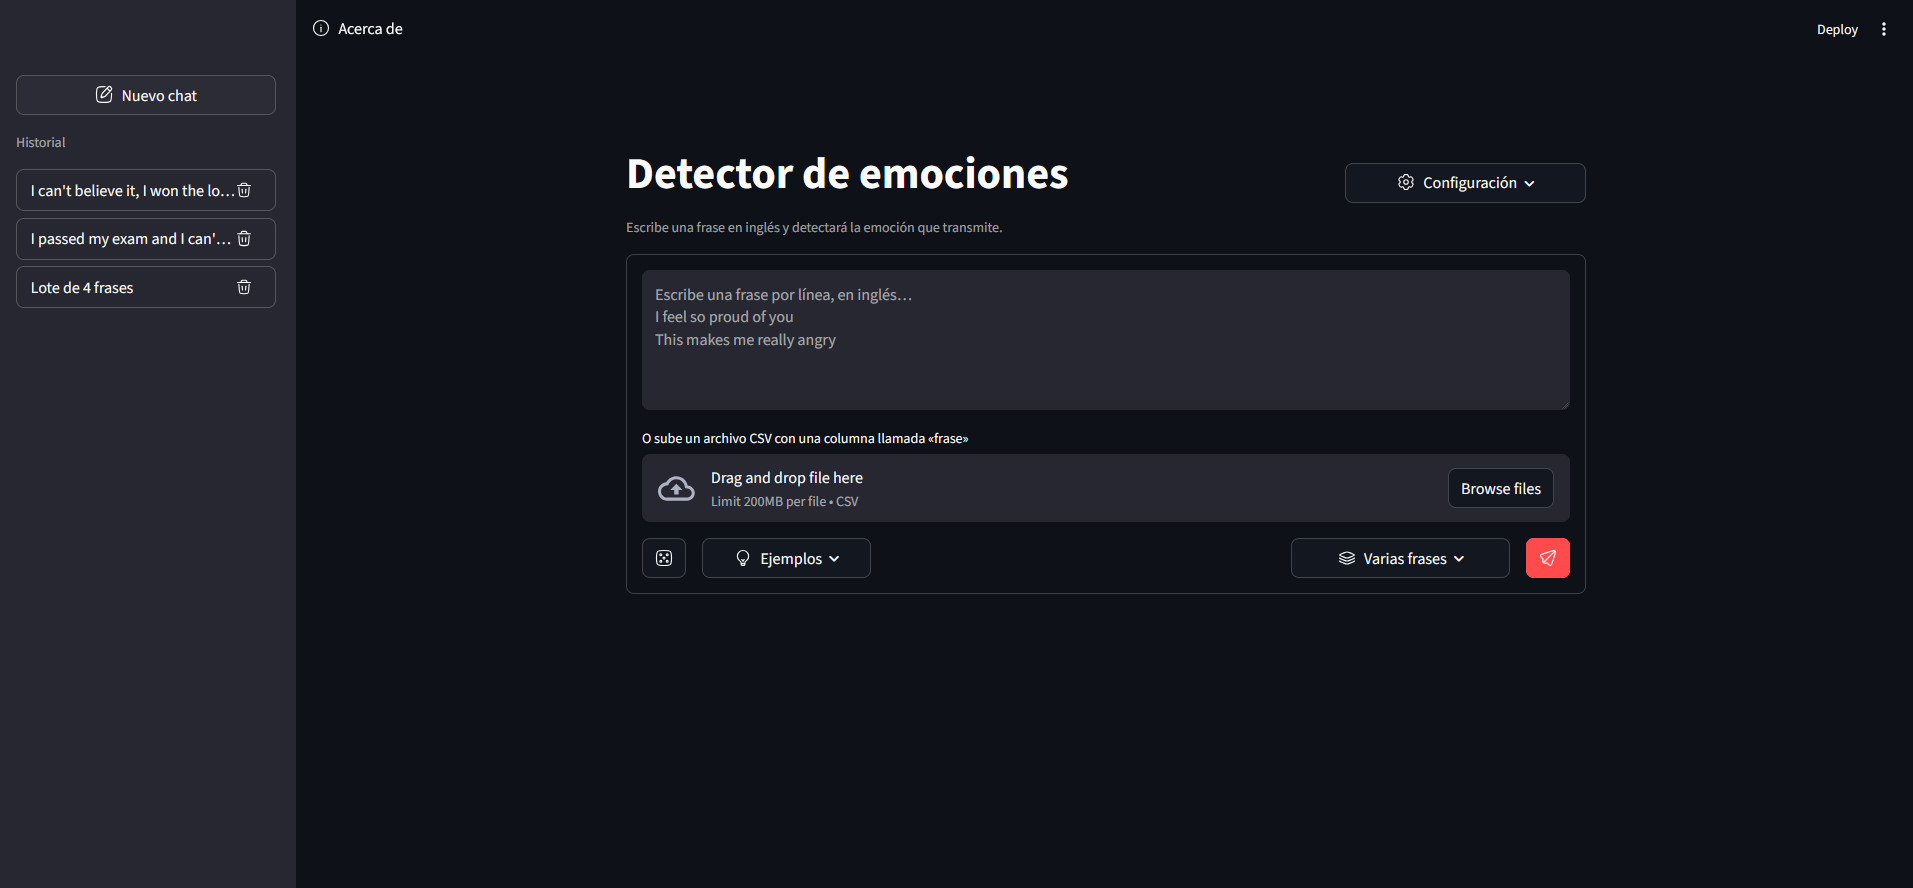 Acerca de
Deploy
Nuevo chat
Historial
I can't believe it, I won the lo...
I passed my exam and I can'...
Lote de 4 frases
Detector de emociones
Configuración
Escribe una frase en inglés y detectará la emoción que transmite.
Escribe una frase por línea, en inglés...
I feel so proud of you
This makes me really angry
O sube un archivo CSV con una columna llamada «frase»
Drag and drop file here
Limit 200MB per file • CSV
Browse files
Ejemplos
Varias frases